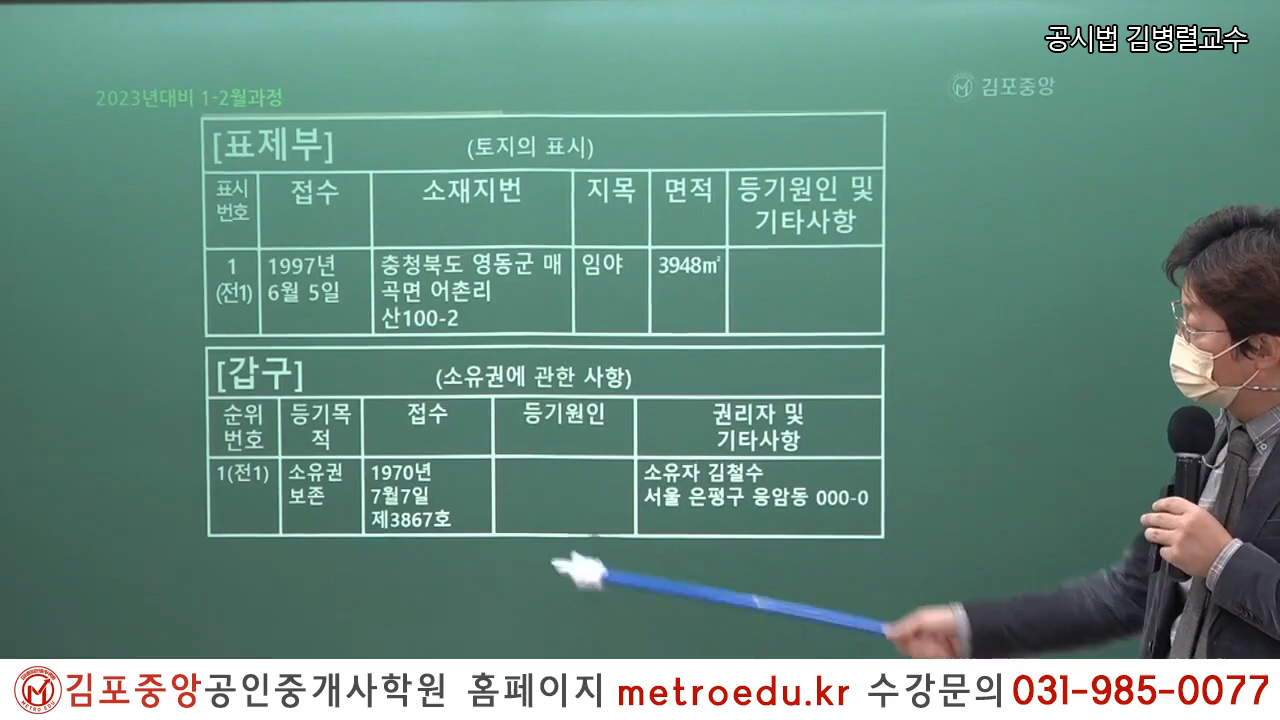 공시법 김병렬교수
김포중앙
2023년대비 1-2월과정
[표제부] (토지의 표시)
표시
번호
접수
소재지번
지목
면적
등기원인 및
기타사항
1
(전1)
1997년
6월 5일
충청북도 영동군 매
곡면 어촌리
산100-2
임야
3948㎡
[갑구] (소유권에 관한 사항)
순위
번호
등기목
적
접수
등기원인
권리자 및
기타사항
1(전1)
소유권
보존
1970년
7월7일
제3867호
소유자 김철수
서울 은평구 응암동 000-0
METRO EDU
김포중앙공인중개사학원 홈페이지 metroedu.kr 수강문의 031-985-0077